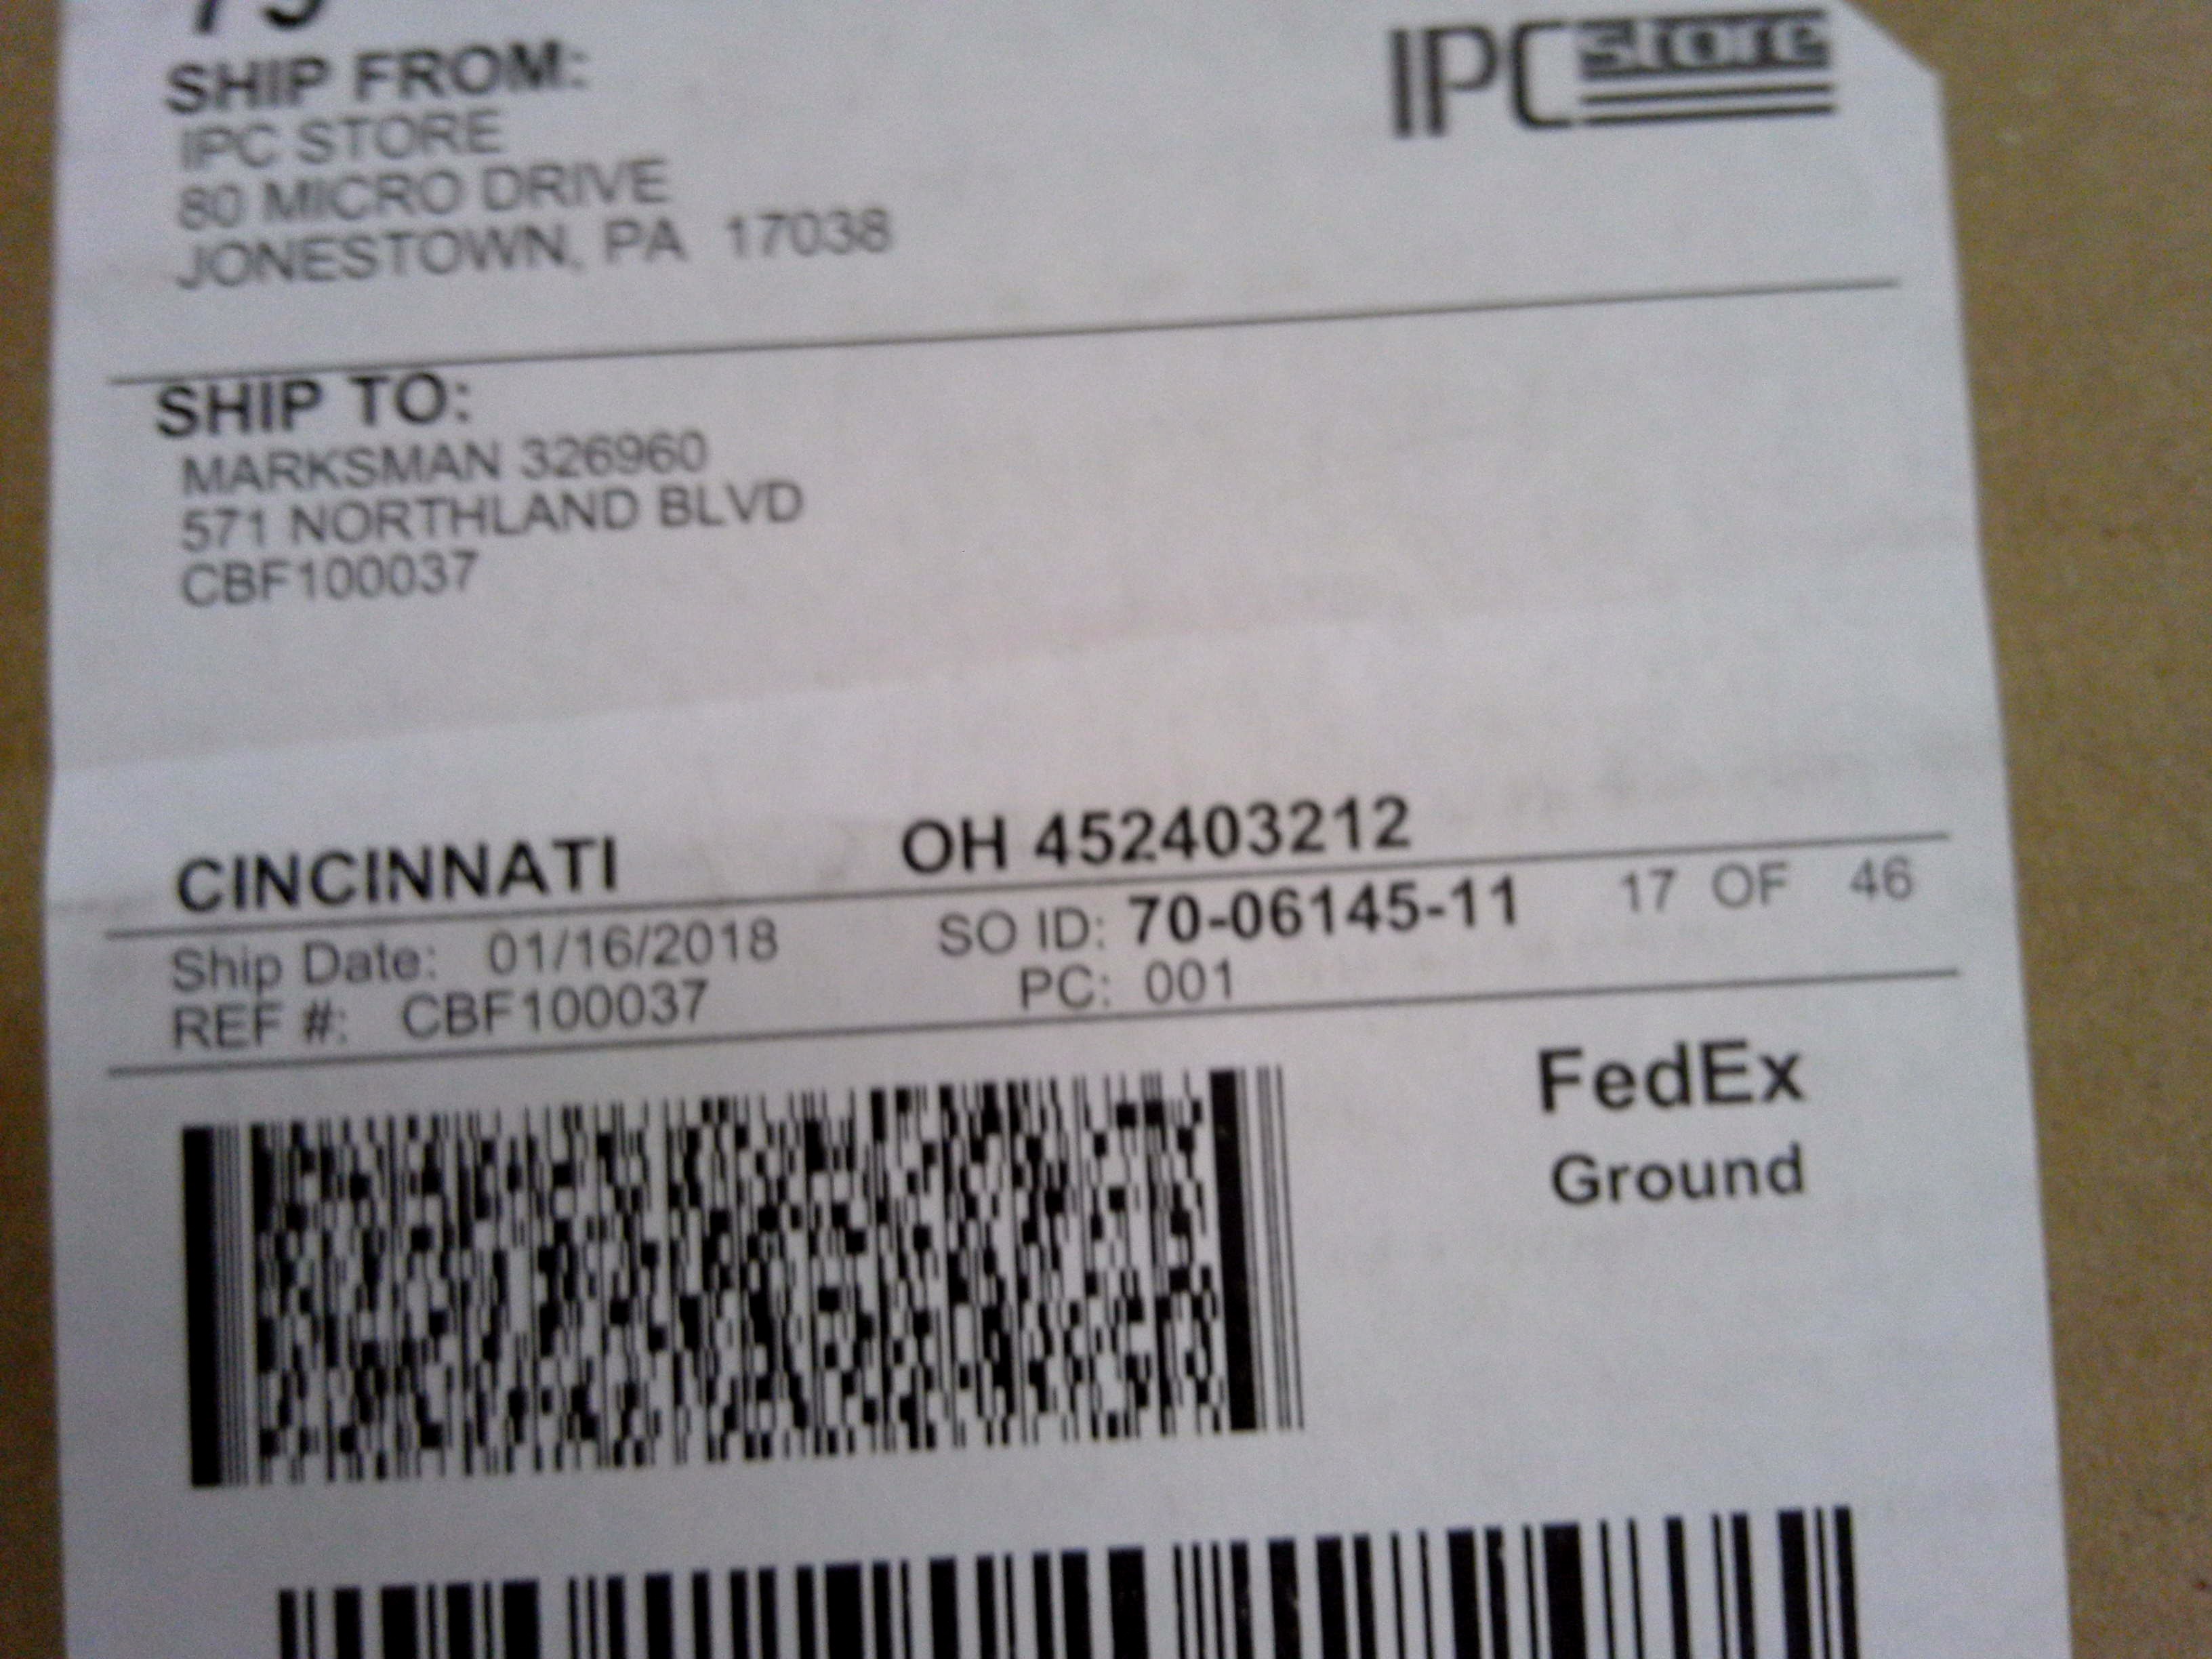 SHIP FROM:
IPC STORE
80 MICRO DRIVE
JONESTOWN, PA 17038
IPC store
SHIP TO:
MARKSMAN 326960
571 NORTHLAND BLVD
CBF100037
CINCINNATI OH 452403212
Ship Date: 01/16/2018 SO ID: 70-06145-11 17 OF 46
REF #: CBF100037 PC: 001
FedEx
Ground